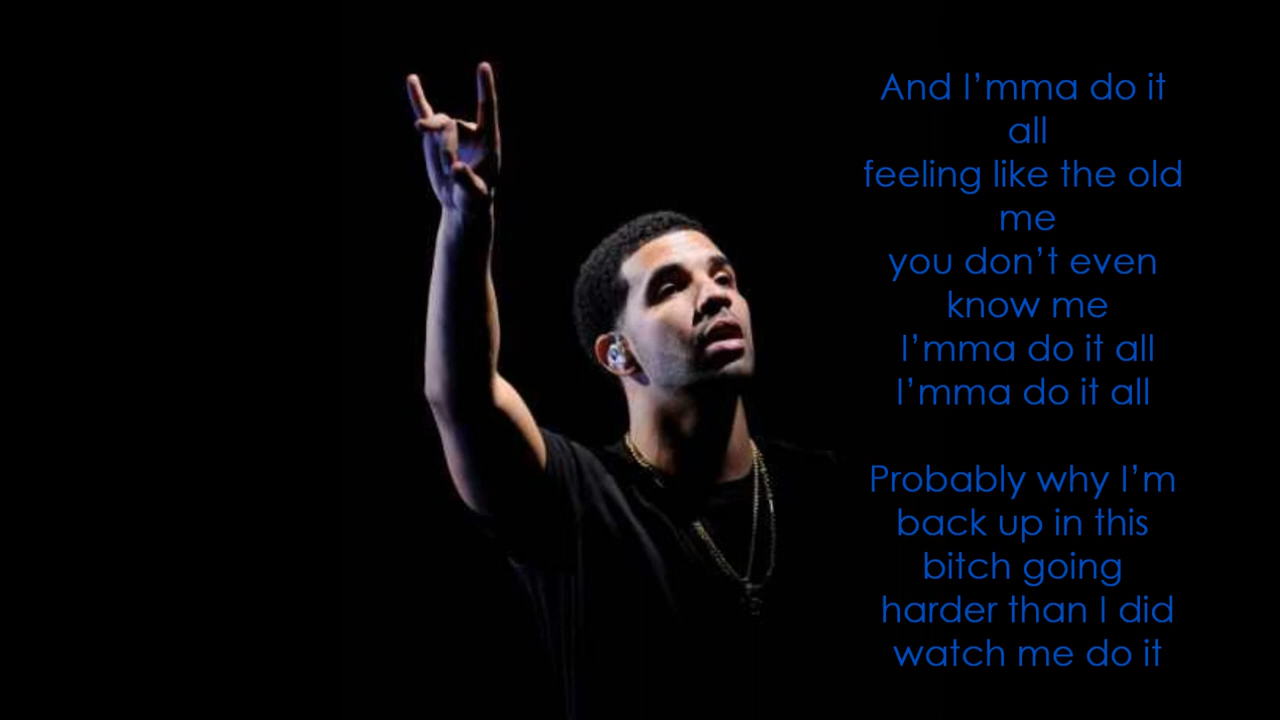 And I’mma do it
all
feeling like the old
me
you don’t even
know me
I’mma do it all
I’mma do it all
Probably why I’m
back up in this
bitch going
harder than I did
watch me do it